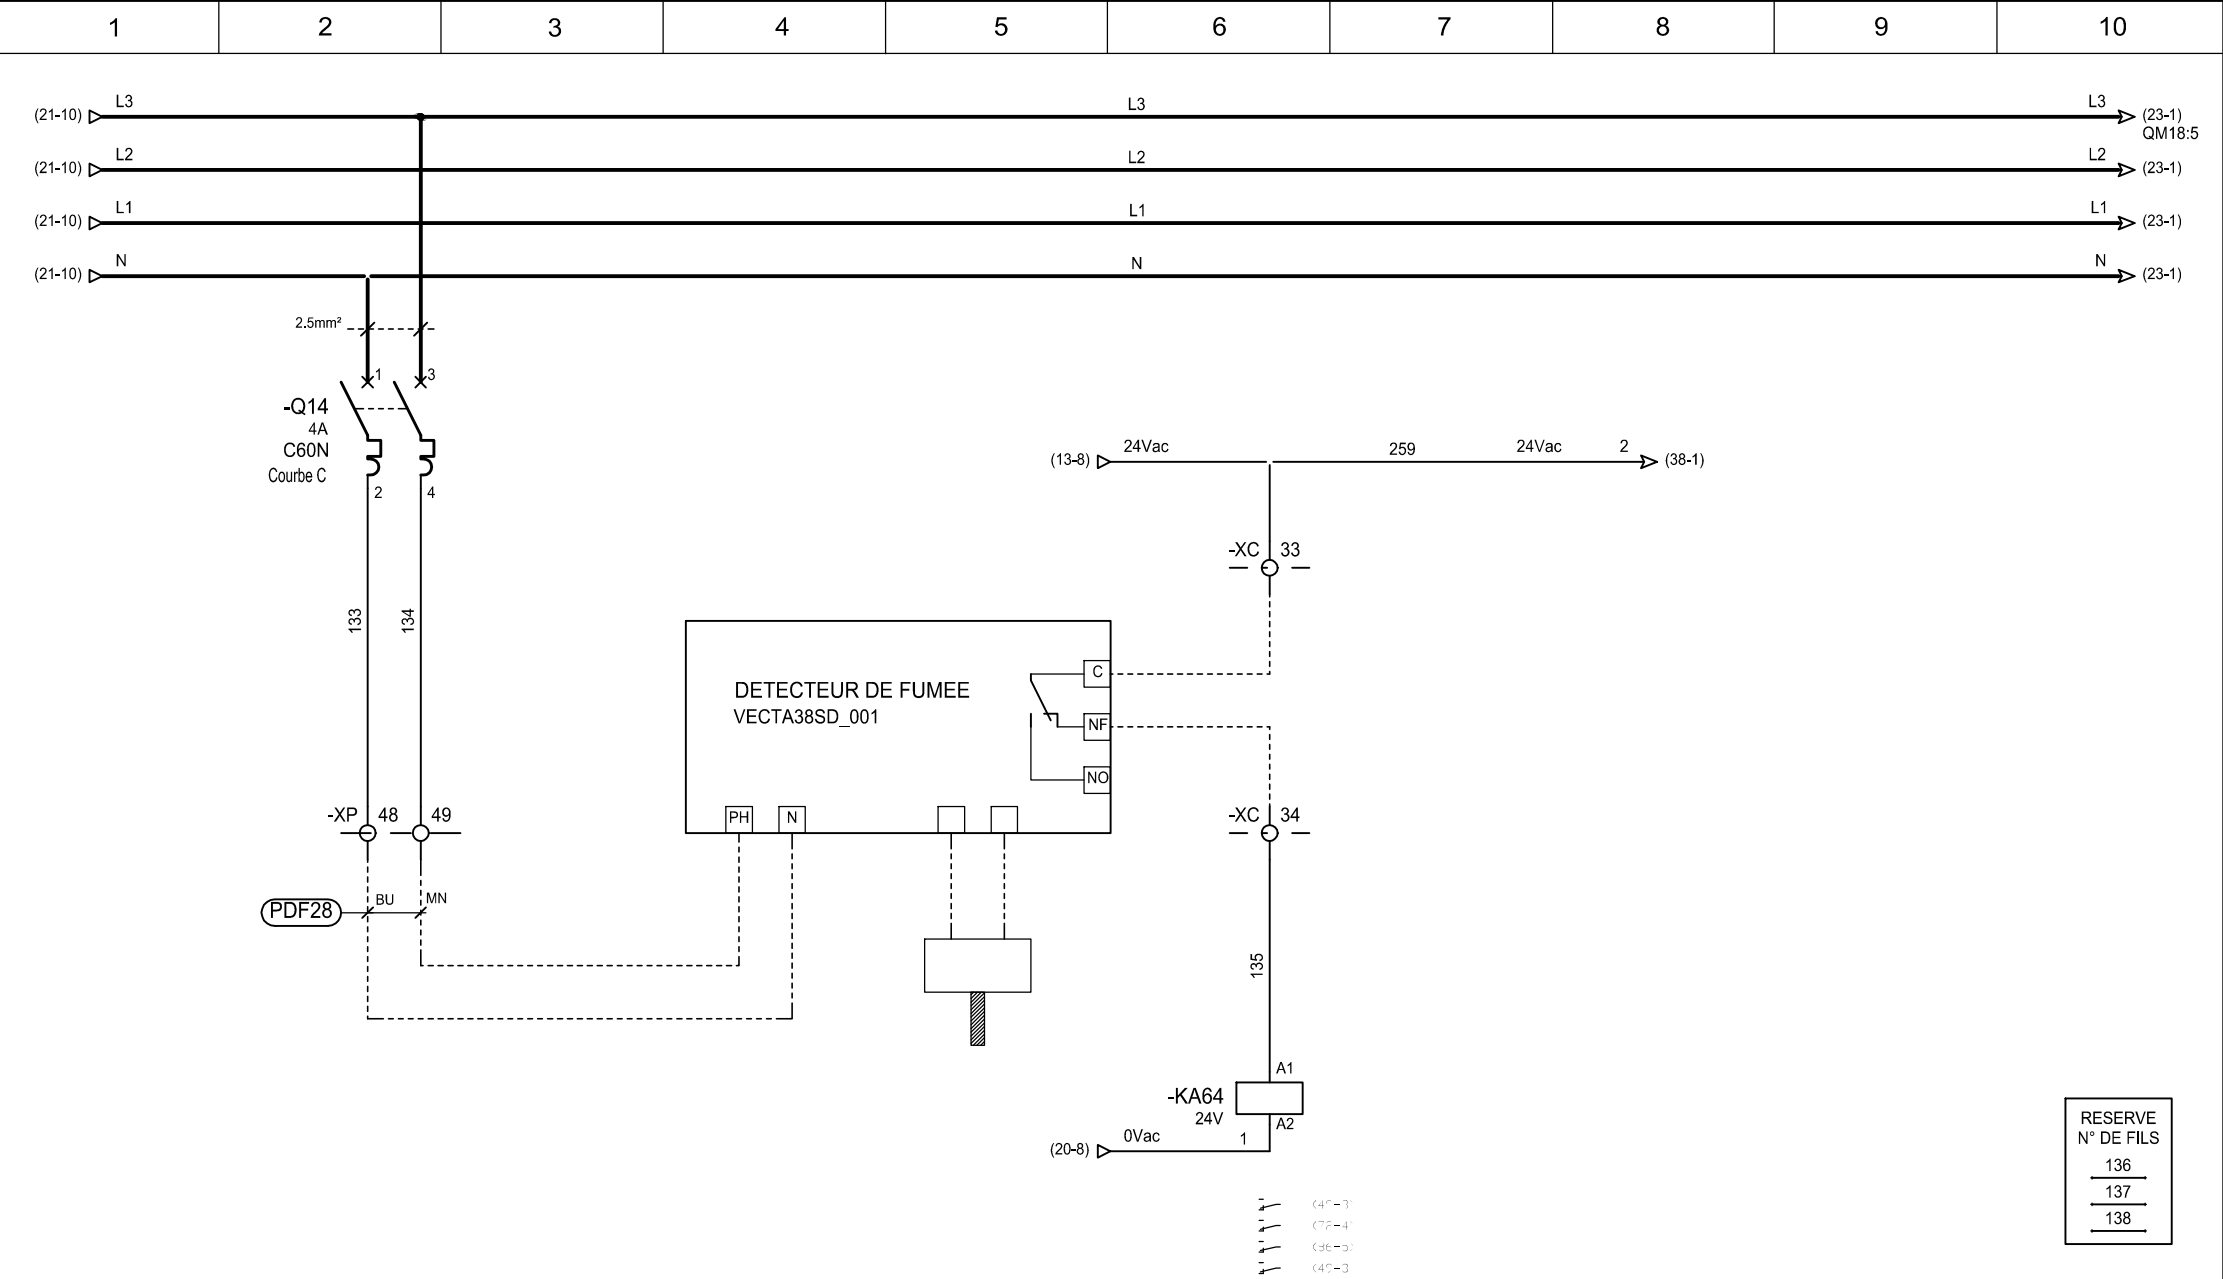 1 2 3 4 5 6 7 8 9 10
L3 L3 L3
(21-10) (23-1)
QM18:5
L2 L2 L2
(21-10) (23-1)
L1 L1 L1
(21-10) (23-1)
N N N
(21-10) (23-1)
2.5mm²
1 3
-Q14
4A
C60N
Courbe C
2 4
24Vac 259 24Vac 2
(13-8) (38-1)
-XC 33
133 134
C
DETECTEUR DE FUMEE
VECTA38SD_001
NF
NO
PH N
-XP 48 49
-XC 34
BU MN
PDF28
135
A1
-KA64
24V
A2
0Vac 1
(20-8)
RESERVE
N° DE FILS
136
137
138